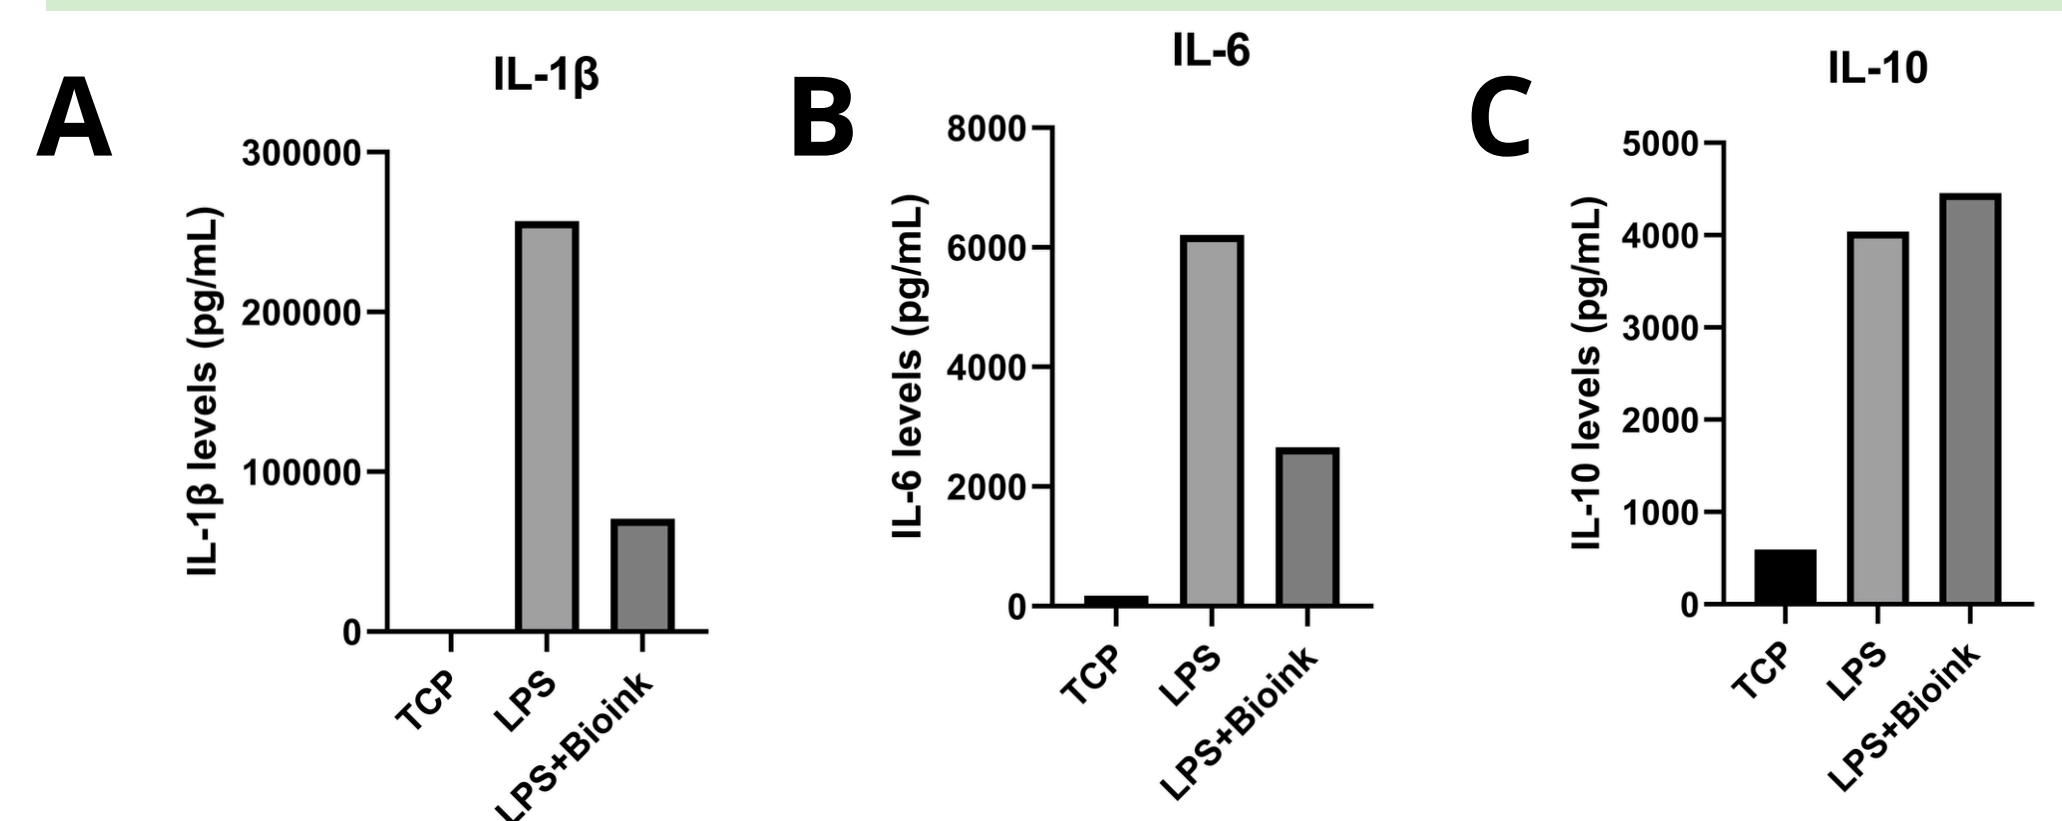 A
IL-1β
IL-1β levels (pg/mL)
300000
200000
100000
0
TCP
LPS
LPS+Bioink
B
IL-6
IL-6 levels (pg/mL)
8000
6000
4000
2000
0
TCP
LPS
LPS+Bioink
C
IL-10
IL-10 levels (pg/mL)
5000
4000
3000
2000
1000
0
TCP
LPS
LPS+Bioink